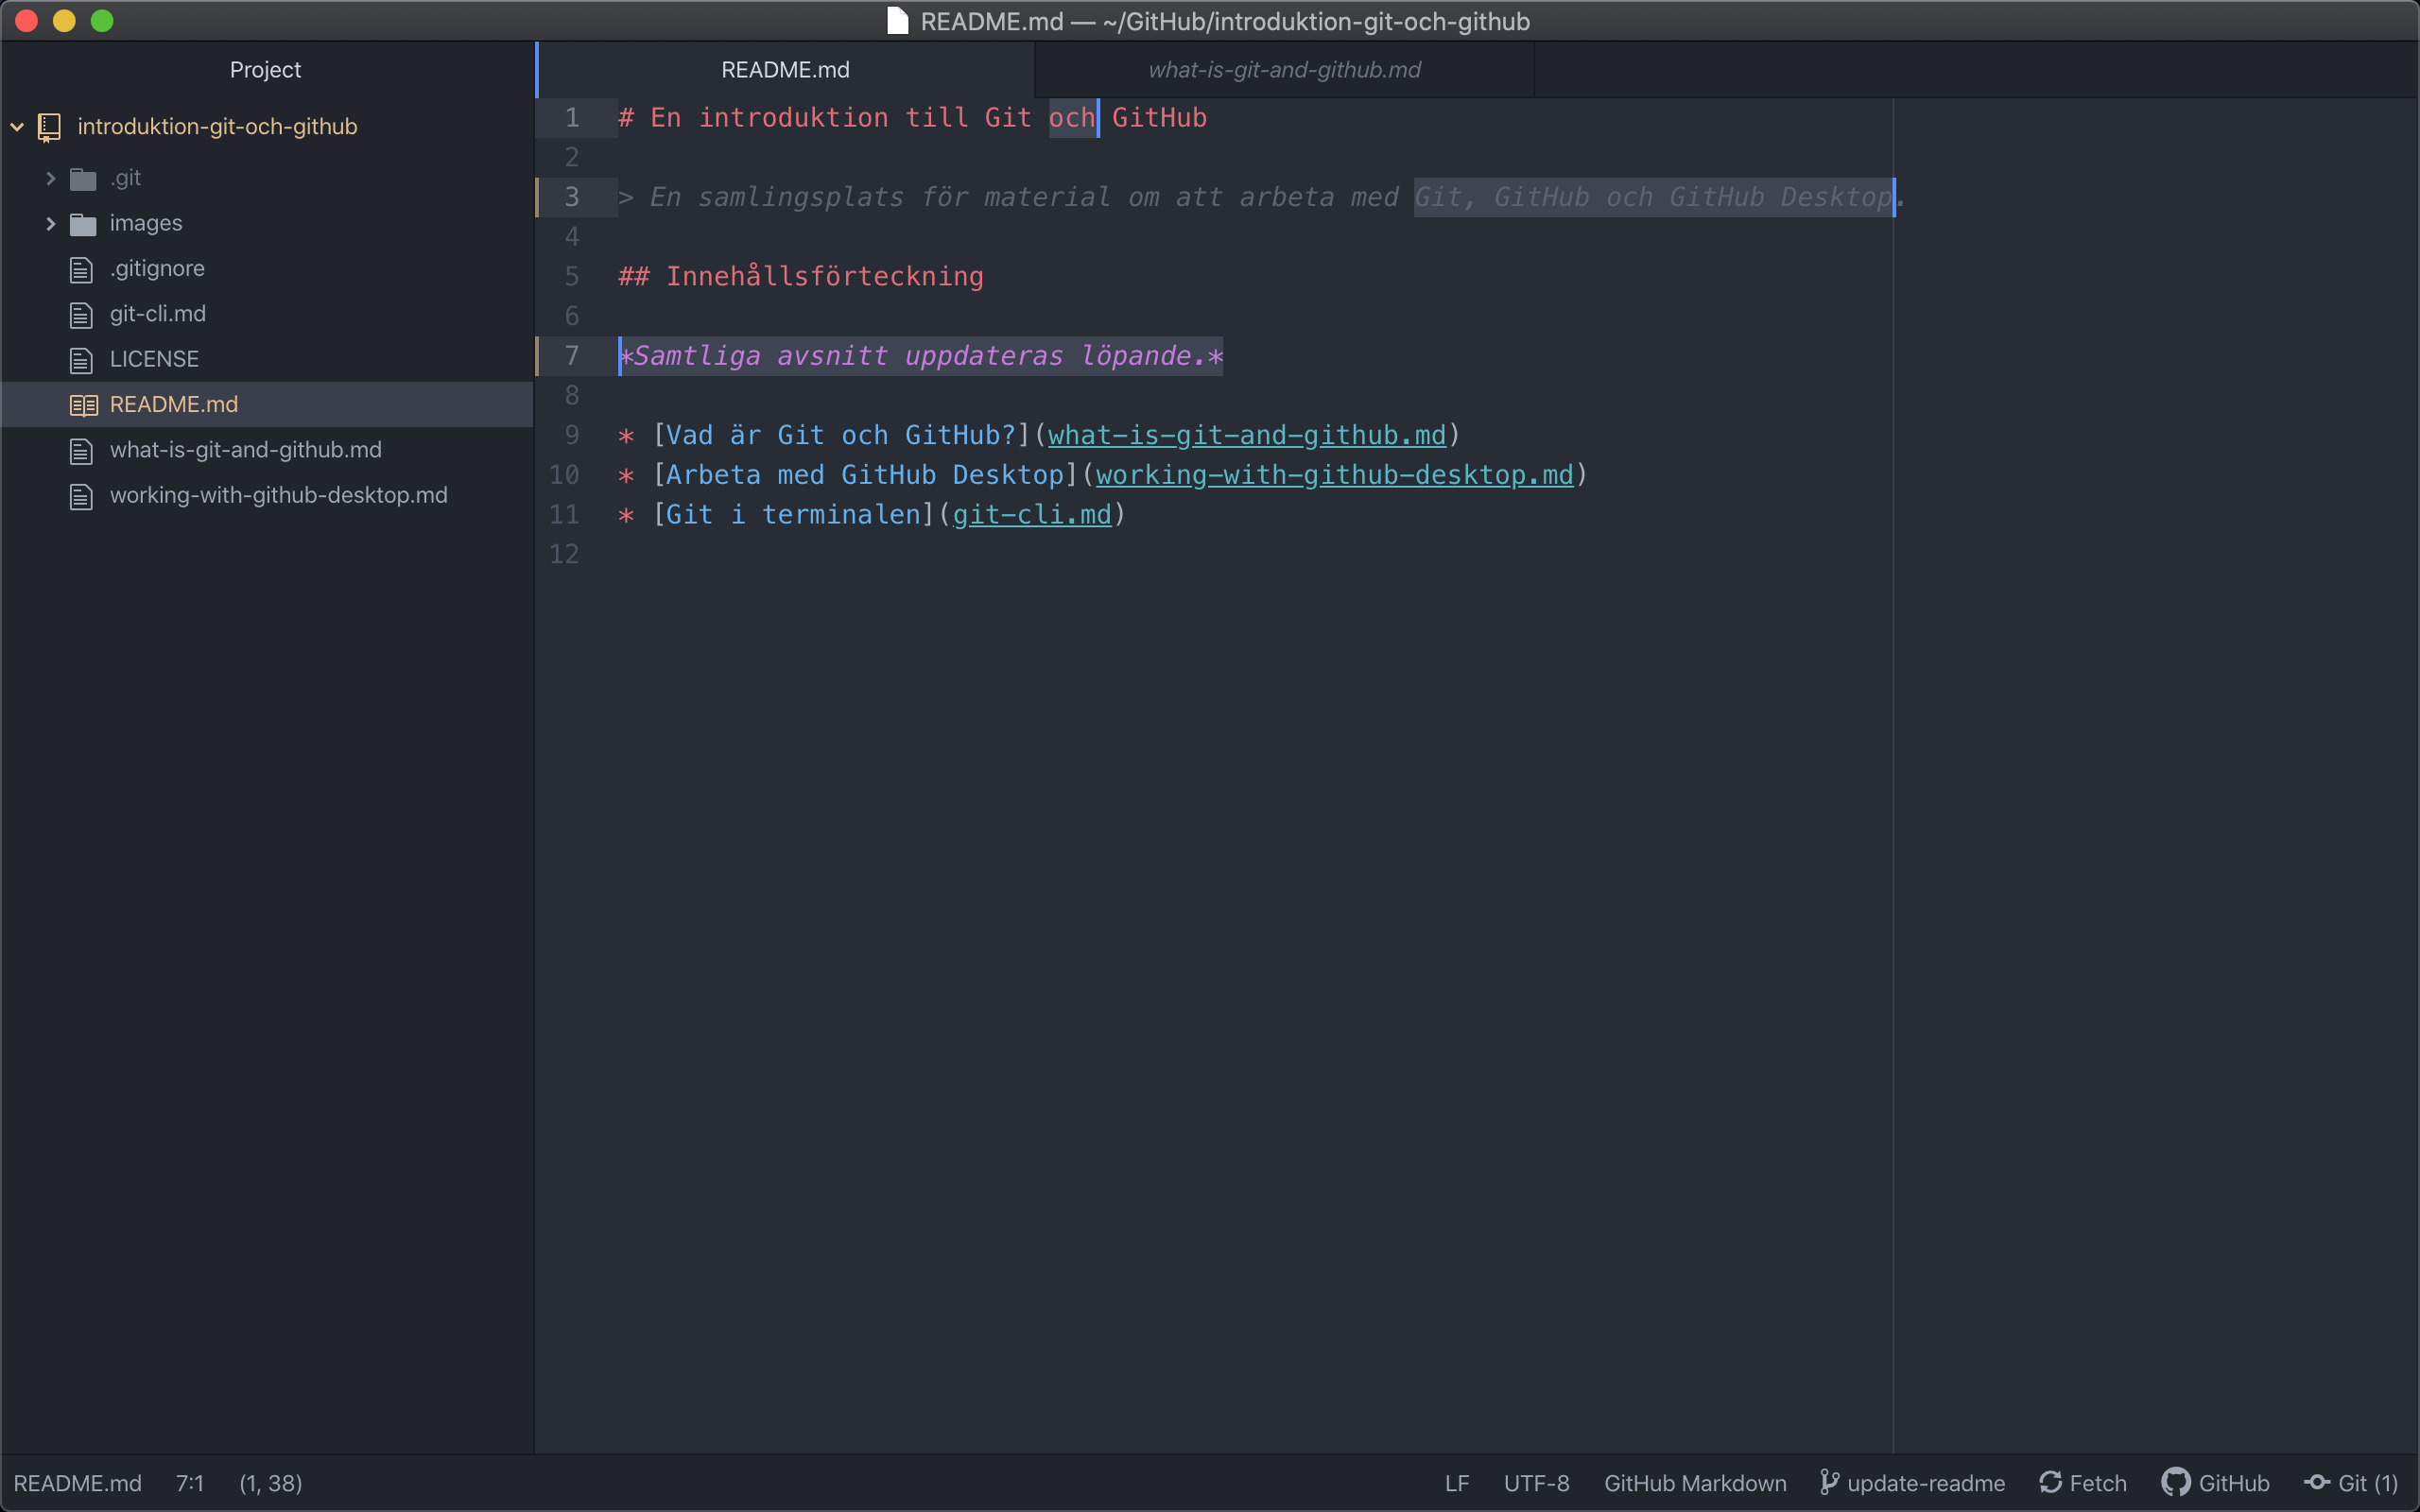 README.md — ~/GitHub/introduktion-git-och-github
Project
README.md
what-is-git-and-github.md
introduktion-git-och-github
.git
images
.gitignore
git-cli.md
LICENSE
README.md
what-is-git-and-github.md
working-with-github-desktop.md
1 # En introduktion till Git och GitHub
2
3 > En samlingsplats för material om att arbeta med Git, GitHub och GitHub Desktop.
4
5 ## Innehållsförteckning
6
7 *Samtliga avsnitt uppdateras löpande.*
8
9 * [Vad är Git och GitHub?](what-is-git-and-github.md)
10 * [Arbeta med GitHub Desktop](working-with-github-desktop.md)
11 * [Git i terminalen](git-cli.md)
12
README.md 7:1 (1, 38) LF UTF-8 GitHub Markdown update-readme Fetch GitHub Git (1)